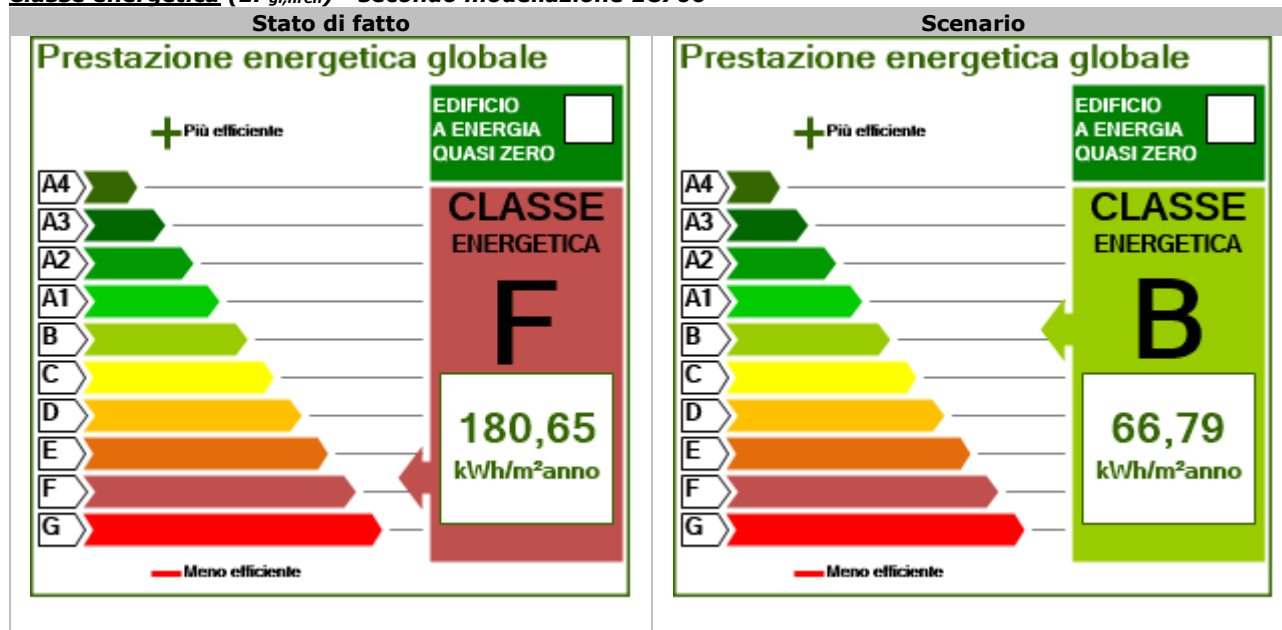 Stato di fatto
Scenario
Prestazione energetica globale
EDIFICIO
A ENERGIA
QUASI ZERO
Più efficiente
A4
A3
A2
A1
B
C
D
E
F
G
CLASSE
ENERGETICA
F
180,65
kWh/m²anno
Meno efficiente
Prestazione energetica globale
EDIFICIO
A ENERGIA
QUASI ZERO
Più efficiente
A4
A3
A2
A1
B
C
D
E
F
G
CLASSE
ENERGETICA
B
66,79
kWh/m²anno
Meno efficiente